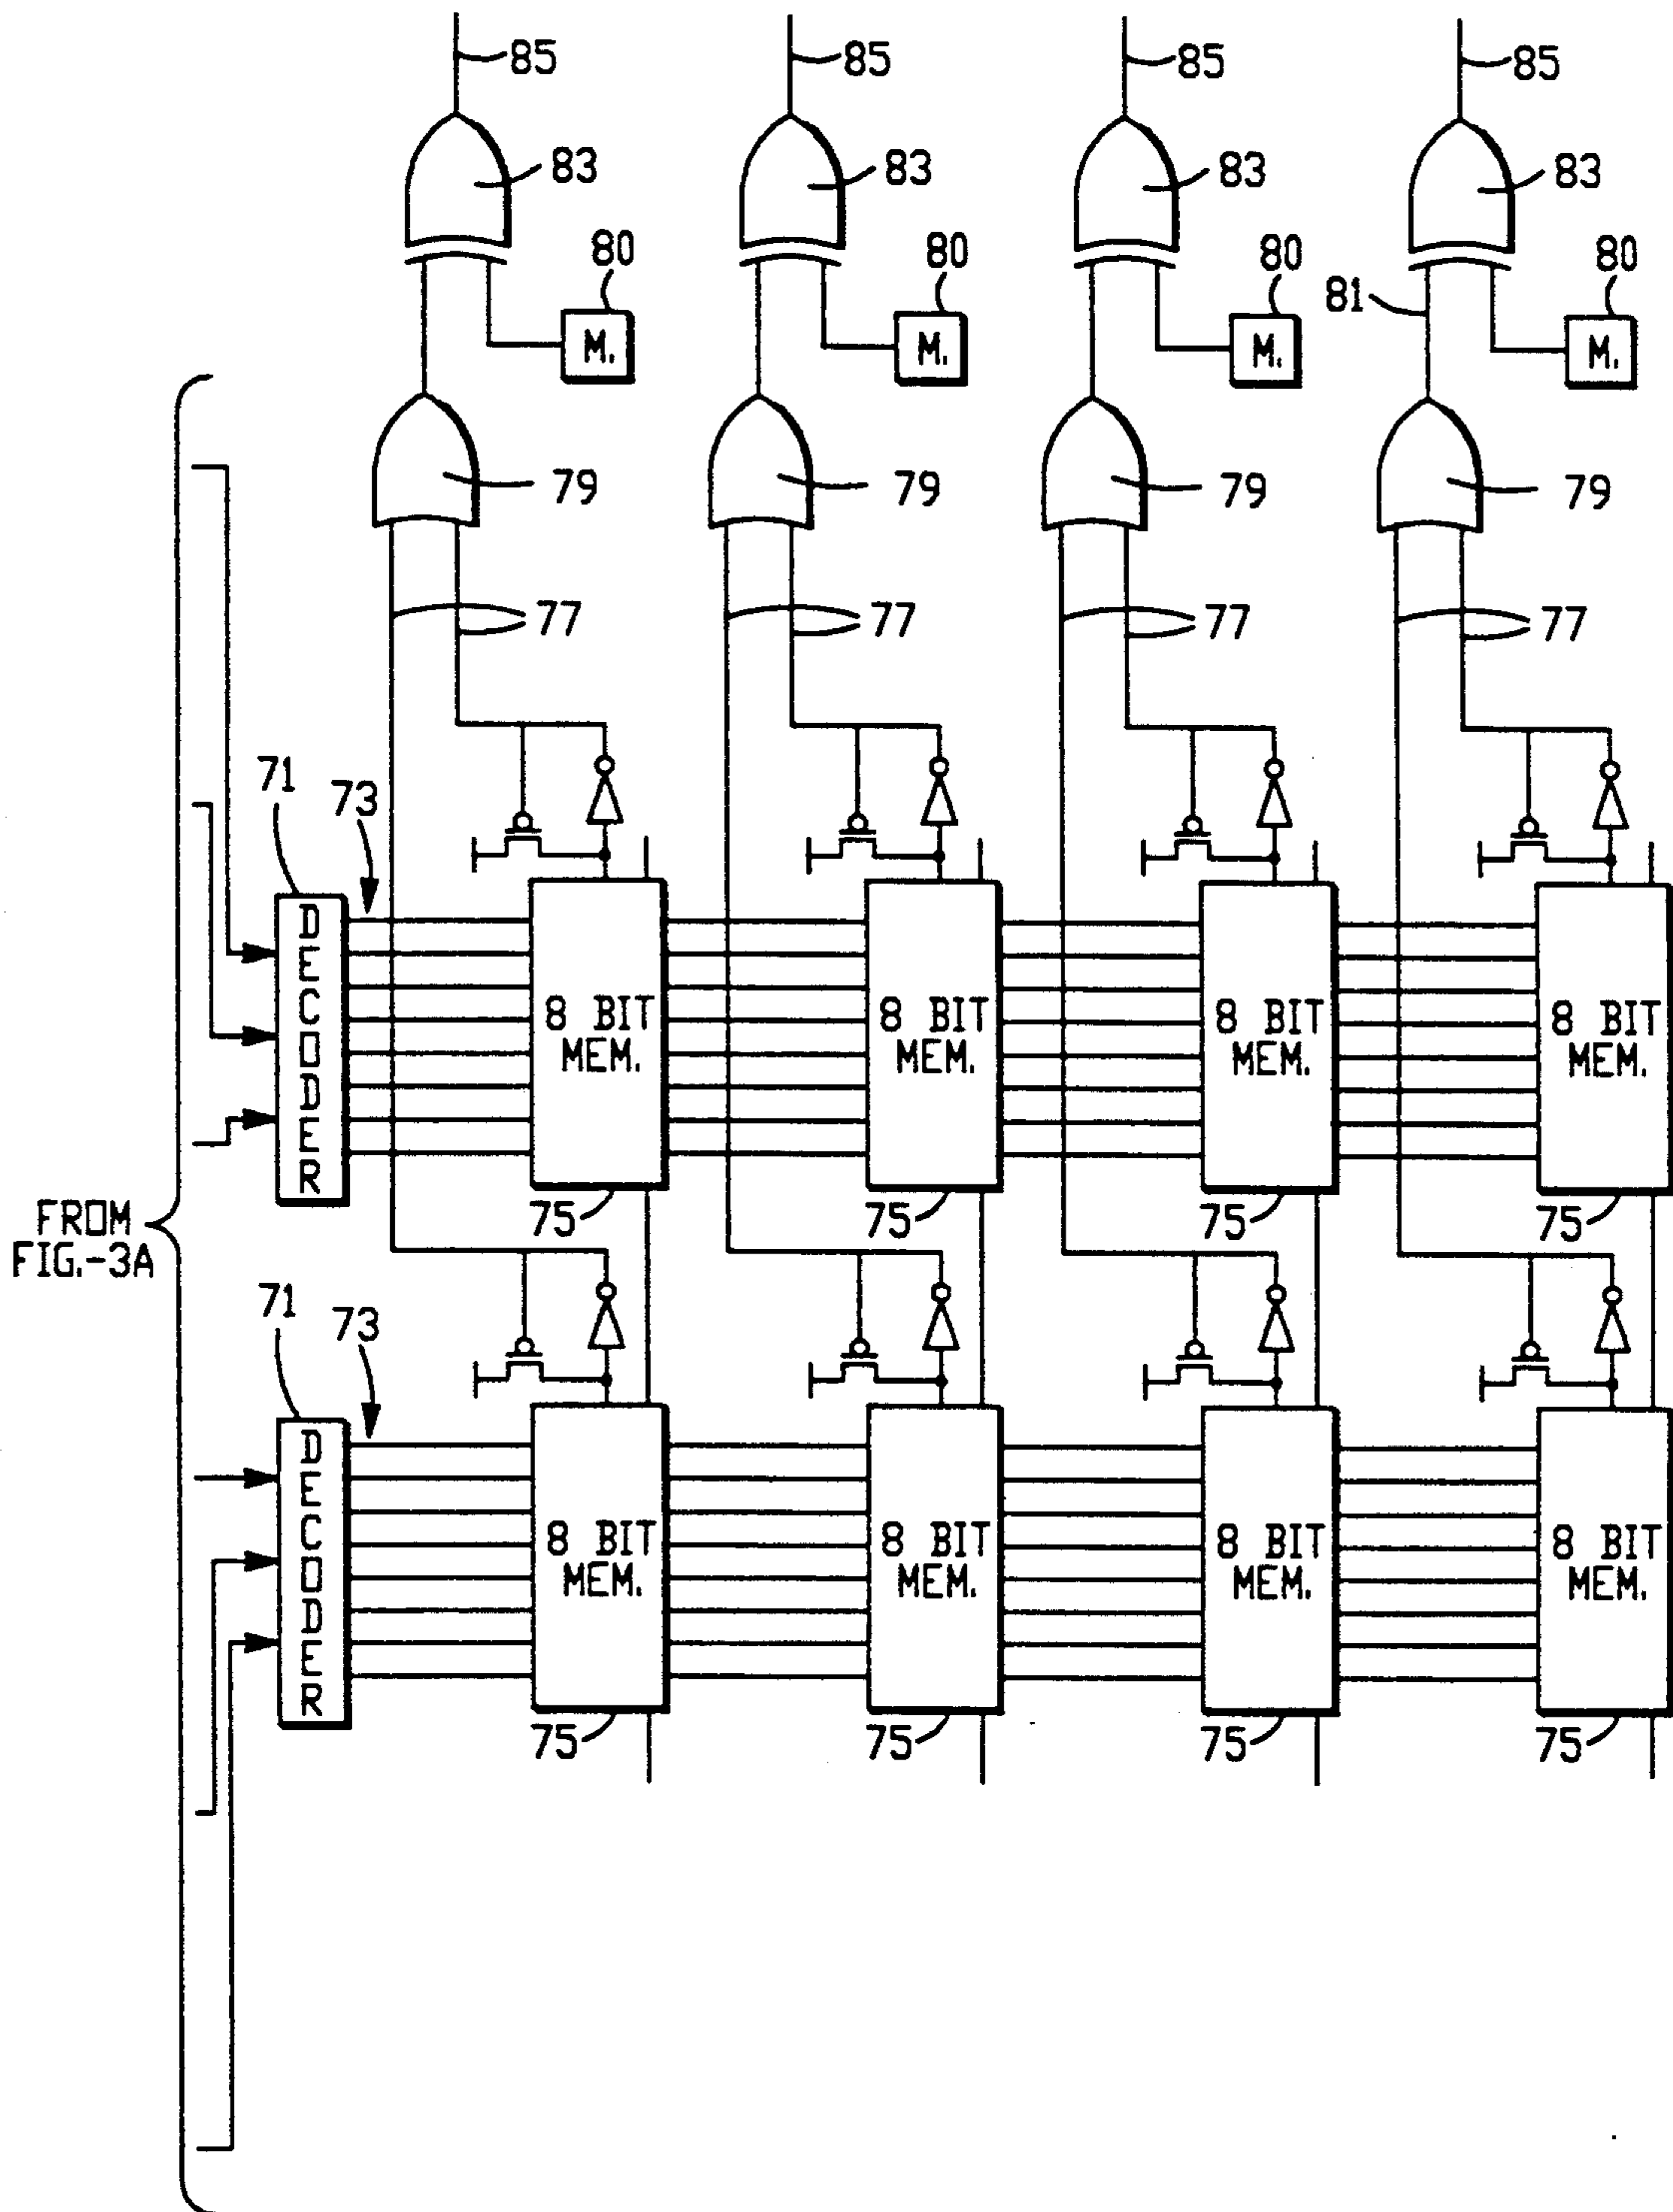 85 85 85 85
83 83 83 83
80 80 80 80
81
M. M. M. M.
79 79 79 79
77 77 77 77
71 73
DECODER
8 BIT MEM. 8 BIT MEM. 8 BIT MEM. 8 BIT MEM.
75 75 75 75
FROM
FIG.-3A
71 73
DECODER
8 BIT MEM. 8 BIT MEM. 8 BIT MEM. 8 BIT MEM.
75 75 75 75